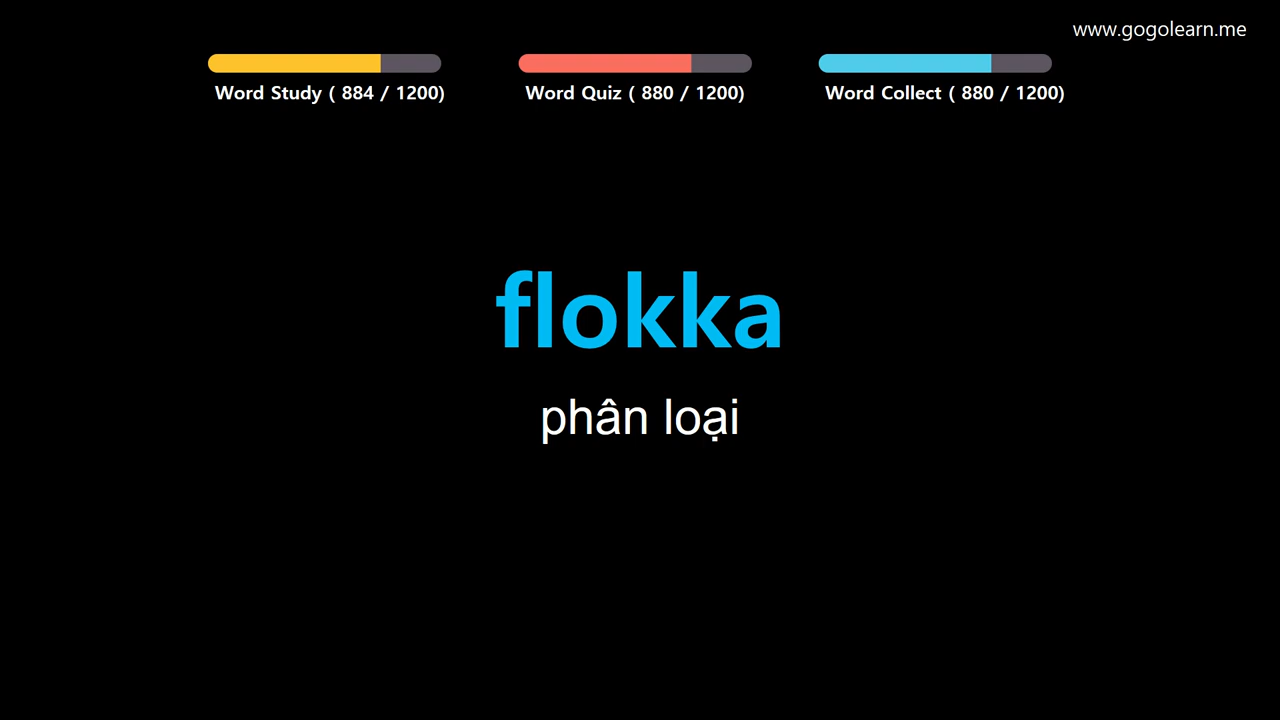 www.gogolearn.me
Word Study ( 884 / 1200)
Word Quiz ( 880 / 1200)
Word Collect ( 880 / 1200)
flokka
phân loại